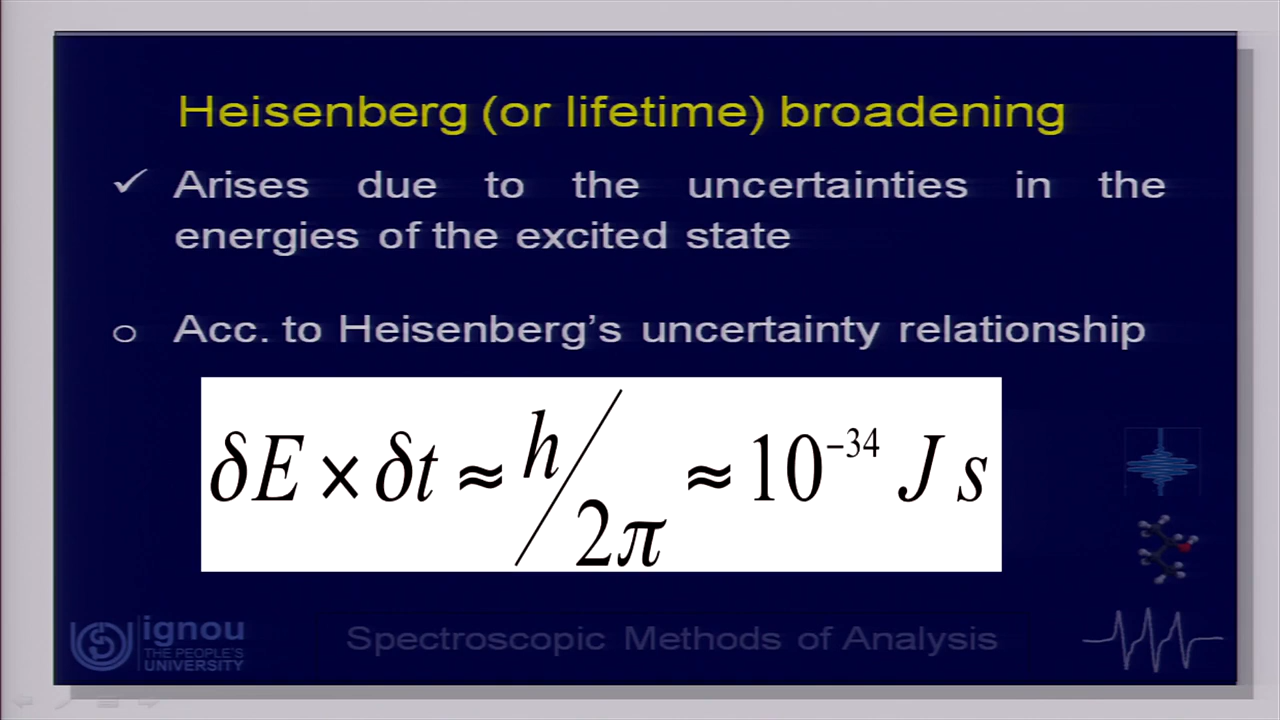 Heisenberg (or lifetime) broadening
✓ Arises due to the uncertainties in the
energies of the excited state
o Acc. to Heisenberg’s uncertainty relationship
δE × δt ≈ h/2π ≈ 10⁻³⁴ J s
ignou
THE PEOPLE'S
UNIVERSITY
Spectroscopic Methods of Analysis